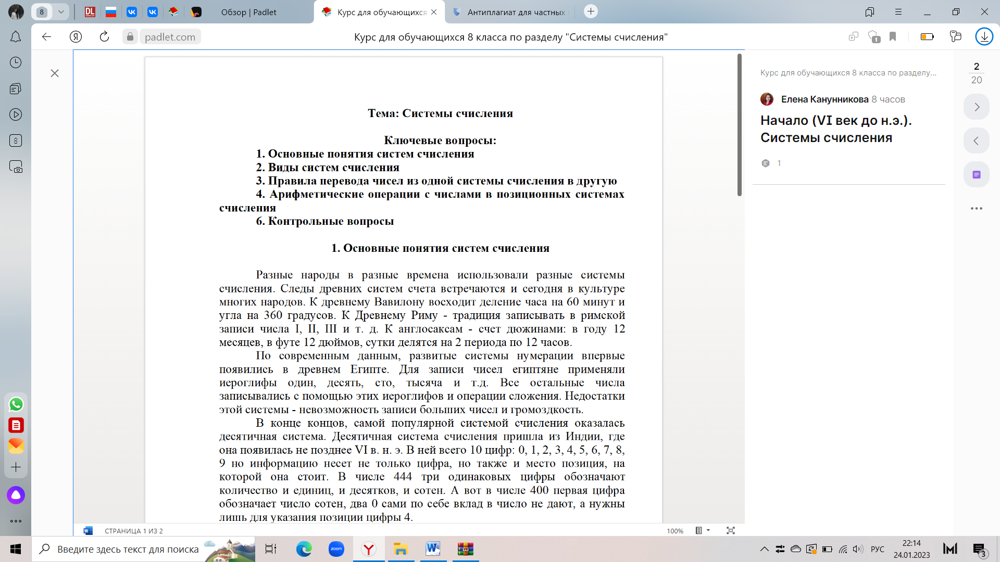 8
DL
Обзор | Padlet
Курс для обучающихся
Антиплагиат для частных
padlet.com
Курс для обучающихся 8 класса по разделу "Системы счисления"
1
8
Тема: Системы счисления
Ключевые вопросы:
1. Основные понятия систем счисления
2. Виды систем счисления
3. Правила перевода чисел из одной системы счисления в другую
4. Арифметические операции с числами в позиционных системах
счисления
6. Контрольные вопросы
1. Основные понятия систем счисления
Разные народы в разные времена использовали разные системы
счисления. Следы древних систем счета встречаются и сегодня в культуре
многих народов. К древнему Вавилону восходит деление часа на 60 минут и
угла на 360 градусов. К Древнему Риму - традиция записывать в римской
записи числа I, II, III и т. д. К англосаксам - счет дюжинами: в году 12
месяцев, в футе 12 дюймов, сутки делятся на 2 периода по 12 часов.
По современным данным, развитые системы нумерации впервые
появились в древнем Египте. Для записи чисел египтяне применяли
иероглифы один, десять, сто, тысяча и т.д. Все остальные числа
записывались с помощью этих иероглифов и операции сложения. Недостатки
этой системы - невозможность записи больших чисел и громоздкость.
В конце концов, самой популярной системой счисления оказалась
десятичная система. Десятичная система счисления пришла из Индии, где
она появилась не позднее VI в. н. э. В ней всего 10 цифр: 0, 1, 2, 3, 4, 5, 6, 7, 8,
9 но информацию несет не только цифра, но также и место позиция, на
которой она стоит. В числе 444 три одинаковых цифры обозначают
количество и единиц, и десятков, и сотен. А вот в числе 400 первая цифра
обозначает число сотен, два 0 сами по себе вклад в число не дают, а нужны
лишь для указания позиции цифры 4.
СТРАНИЦА 1 ИЗ 2
100%
Курс для обучающихся 8 класса по разделу...
Елена Канунникова 8 часов
Начало (VI век до н.э.).
Системы счисления
1
2
20
Введите здесь текст для поиска
zoom
РУС
22:14
24.01.2023
3